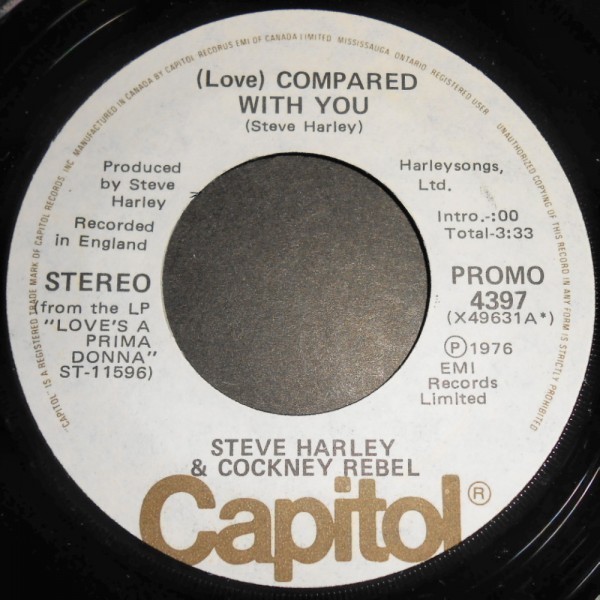 (Love) COMPARED
WITH YOU
(Steve Harley)
Produced
by Steve
Harley
Recorded
in England
Harleysongs,
Ltd.
Intro.-:00
Total-3:33
STEREO
from the LP
"LOVE'S A
PRIMA
DONNA"
ST-11596)
PROMO
4397
(X49631A*)
Ⓟ1976
EMI
Records
Limited
STEVE HARLEY
& COCKNEY REBEL
Capitol®
"CAPITOL" IS A REGISTERED TRADE MARK OF CAPITOL RECORDS, INC. MANUFACTURED IN CANADA BY CAPITOL RECORDS EMI OF CANADA LIMITED. MISSISSAUGA, ONTARIO. REGISTERED USER. UNAUTHORIZED COPYING OF THIS RECORD IN ANY FORM IS STRICTLY PROHIBITED